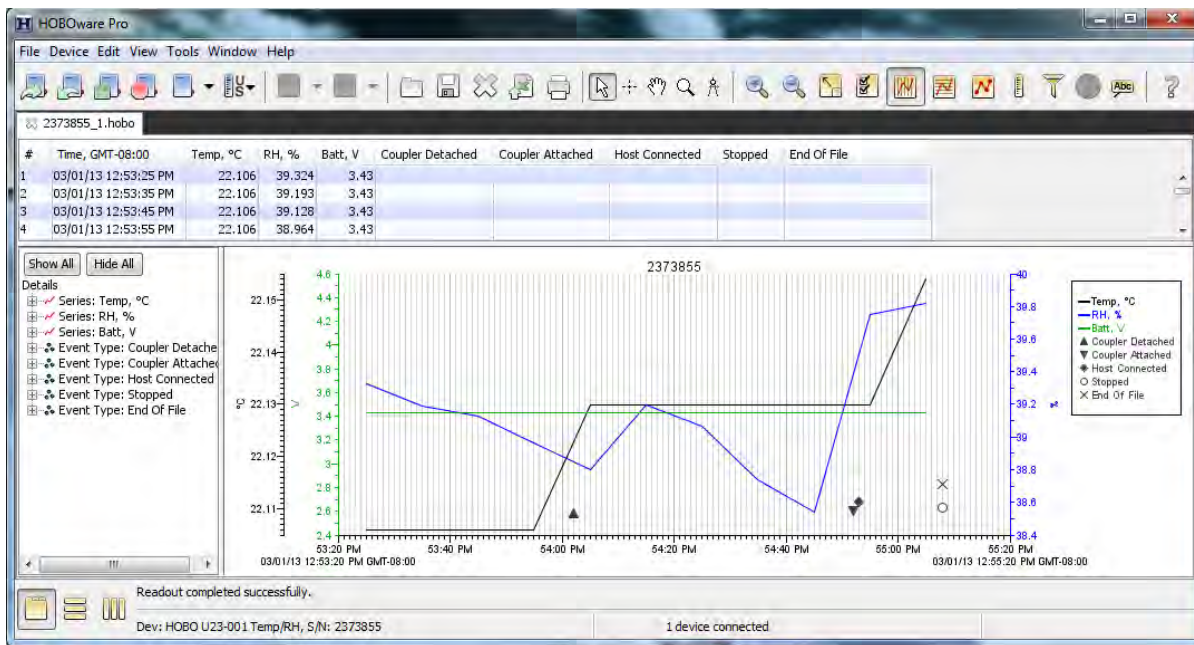 HOBOware Pro
File Device Edit View Tools Window Help
U
S
Abc
?
2373855_1.hobo
# Time, GMT-08:00 Temp, °C RH, % Batt, V Coupler Detached Coupler Attached Host Connected Stopped End Of File
1 03/01/13 12:53:25 PM 22.106 39.324 3.43
2 03/01/13 12:53:35 PM 22.106 39.193 3.43
3 03/01/13 12:53:45 PM 22.106 39.128 3.43
4 03/01/13 12:53:55 PM 22.106 38.964 3.43
Show All Hide All
Details
Series: Temp, °C
Series: RH, %
Series: Batt, V
Event Type: Coupler Detache
Event Type: Coupler Attached
Event Type: Host Connected
Event Type: Stopped
Event Type: End Of File
2373855
22.15
22.14
22.13
22.12
22.11
°C
4.6
4.4
4.2
4
3.8
3.6
3.4
3.2
3
2.8
2.6
2.4
V
40
39.8
39.6
39.4
39.2
39
38.8
38.6
38.4
%
53:20 PM 53:40 PM 54:00 PM 54:20 PM 54:40 PM 55:00 PM 55:20 PM
03/01/13 12:53:20 PM GMT-08:00 03/01/13 12:55:20 PM GMT-08:00
Temp, °C
RH, %
Batt, V
Coupler Detached
Coupler Attached
Host Connected
Stopped
End Of File
Readout completed successfully.
Dev: HOBO U23-001 Temp/RH, S/N: 2373855 1 device connected